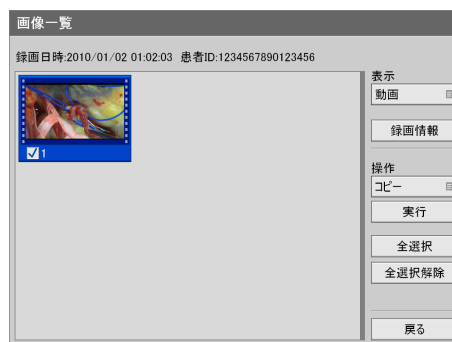 画像一覧
録画日時:2010/01/02 01:02:03 患者ID:1234567890123456
1
表示
動画
録画情報
操作
コピー
実行
全選択
全選択解除
戻る